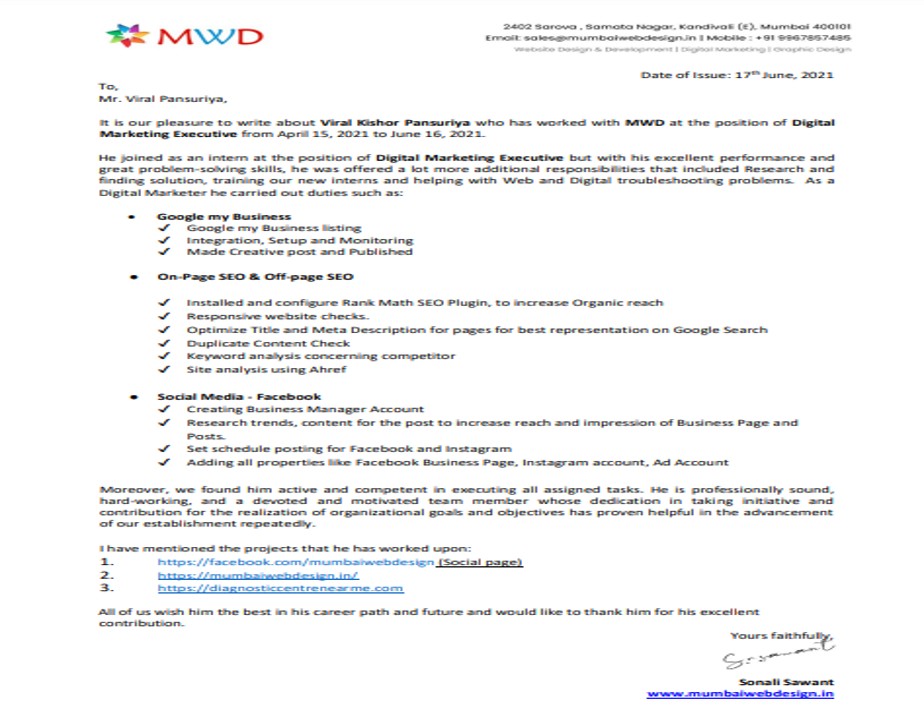 MWD
2402 Sarova , Samata Nagar, Kandivali (E), Mumbai 400101
Email: sales@mumbaiwebdesign.in | Mobile : +91 9967857485
Website Design & Development | Digital Marketing | Graphic Design
Date of Issue: 17th June, 2021
To,
Mr. Viral Pansuriya,
It is our pleasure to write about Viral Kishor Pansuriya who has worked with MWD at the position of Digital
Marketing Executive from April 15, 2021 to June 16, 2021.
He joined as an intern at the position of Digital Marketing Executive but with his excellent performance and
great problem-solving skills, he was offered a lot more additional responsibilities that included Research and
finding solution, training our new interns and helping with Web and Digital troubleshooting problems. As a
Digital Marketer he carried out duties such as:
• Google my Business
✓ Google my Business listing
✓ Integration, Setup and Monitoring
✓ Made Creative post and Published
• On-Page SEO & Off-page SEO
✓ Installed and configure Rank Math SEO Plugin, to increase Organic reach
✓ Responsive website checks.
✓ Optimize Title and Meta Description for pages for best representation on Google Search
✓ Duplicate Content Check
✓ Keyword analysis concerning competitor
✓ Site analysis using Ahref
• Social Media - Facebook
✓ Creating Business Manager Account
✓ Research trends, content for the post to increase reach and impression of Business Page and
Posts.
✓ Set schedule posting for Facebook and Instagram
✓ Adding all properties like Facebook Business Page, Instagram account, Ad Account
Moreover, we found him active and competent in executing all assigned tasks. He is professionally sound,
hard-working, and a devoted and motivated team member whose dedication in taking initiative and
contribution for the realization of organizational goals and objectives has proven helpful in the advancement
of our establishment repeatedly.
I have mentioned the projects that he has worked upon:
1. https://facebook.com/mumbaiwebdesign (Social page)
2. https://mumbaiwebdesign.in/
3. https://diagnosticcentrenearme.com
All of us wish him the best in his career path and future and would like to thank him for his excellent
contribution.
Yours faithfully,
S.sawant
Sonali Sawant
www.mumbaiwebdesign.in